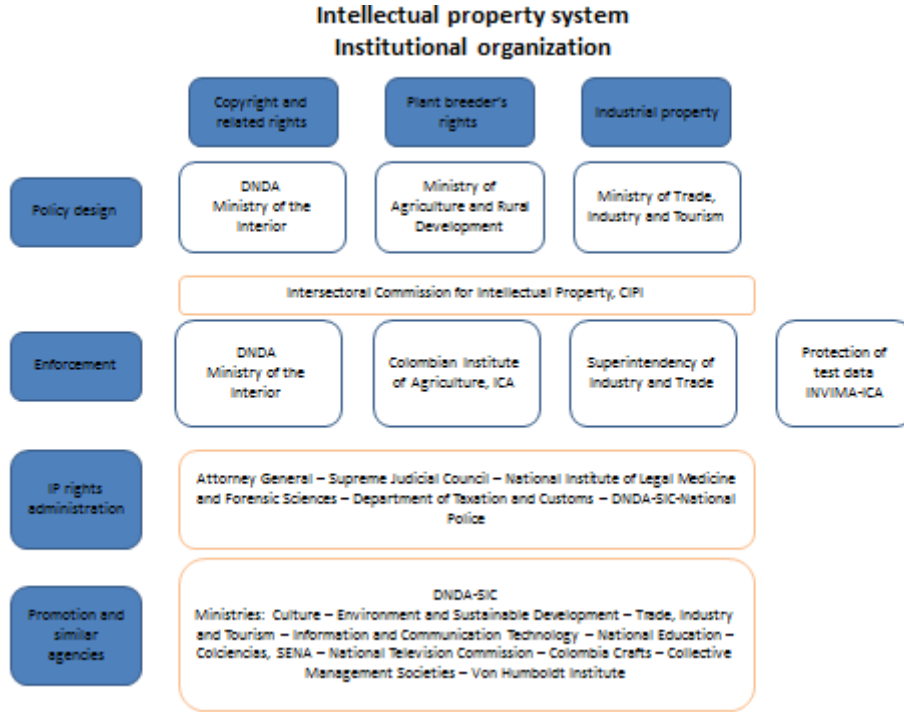 Intellectual property system
Institutional organization
Copyright and
related rights
Plant breeder's
rights
Industrial property
Policy design
DNDA
Ministry of the
Interior
Ministry of
Agriculture and Rural
Development
Ministry of Trade,
Industry and Tourism
Intersectoral Commission for Intellectual Property, CIPI
Enforcement
DNDA
Ministry of the
Interior
Colombian Institute
of Agriculture, ICA
Superintendency of
Industry and Trade
Protection of
test data
INVIMA-ICA
IP rights
administration
Attorney General – Supreme Judicial Council – National Institute of Legal Medicine
and Forensic Sciences – Department of Taxation and Customs – DNDA-SIC-National
Police
Promotion and
similar
agencies
DNDA-SIC
Ministries: Culture – Environment and Sustainable Development – Trade, Industry
and Tourism – Information and Communication Technology – National Education –
Colciencias, SENA – National Television Commission – Colombia Crafts – Collective
Management Societies – Von Humboldt Institute